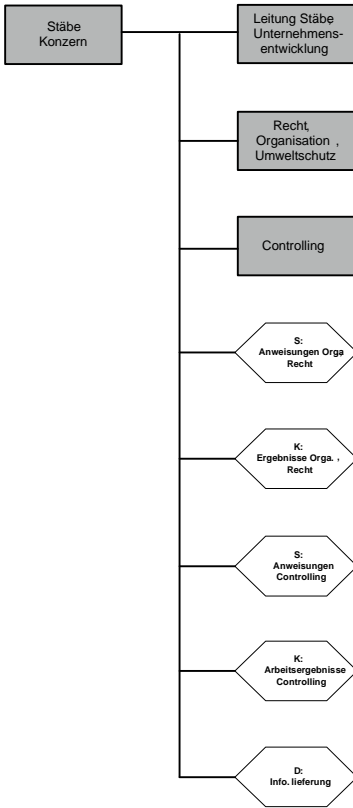 Stäbe
Konzern
Leitung Stäbe
Unternehmens-
entwicklung
Recht,
Organisation ,
Umweltschutz
Controlling
S:
Anweisungen Orga
Recht
K:
Ergebnisse Orga. ,
Recht
S:
Anweisungen
Controlling
K:
Arbeitsergebnisse
Controlling
D:
Info. lieferung